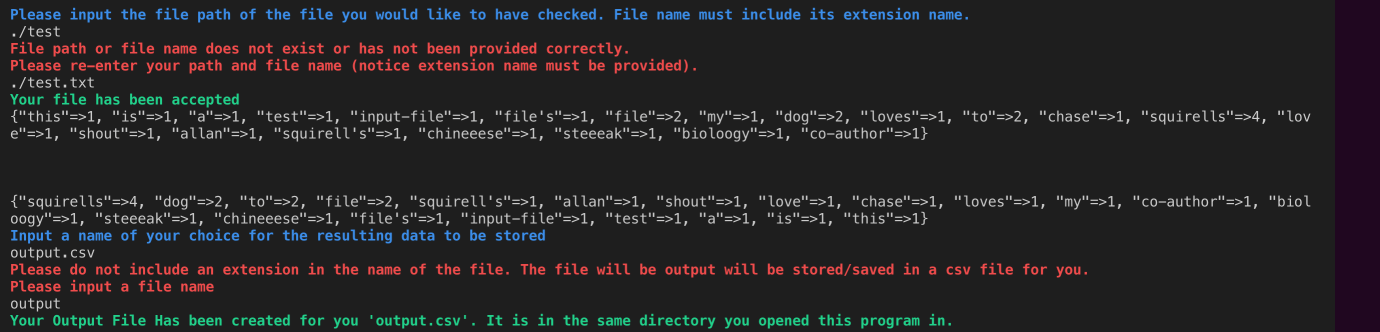 Please input the file path of the file you would like to have checked. File name must include its extension name.
./test
File path or file name does not exist or has not been provided correctly.
Please re-enter your path and file name (notice extension name must be provided).
./test.txt
Your file has been accepted
{"this"=>1, "is"=>1, "a"=>1, "test"=>1, "input-file"=>1, "file's"=>1, "file"=>2, "my"=>1, "dog"=>2, "loves"=>1, "to"=>2, "chase"=>1, "squirells"=>4, "lov
e"=>1, "shout"=>1, "allan"=>1, "squirell's"=>1, "chineeese"=>1, "steeeak"=>1, "bioloogy"=>1, "co-author"=>1}
{"squirells"=>4, "dog"=>2, "to"=>2, "file"=>2, "squirell's"=>1, "allan"=>1, "shout"=>1, "love"=>1, "chase"=>1, "loves"=>1, "my"=>1, "co-author"=>1, "biol
oogy"=>1, "steeeak"=>1, "chineeese"=>1, "file's"=>1, "input-file"=>1, "test"=>1, "a"=>1, "is"=>1, "this"=>1}
Input a name of your choice for the resulting data to be stored
output.csv
Please do not include an extension in the name of the file. The file will be output will be stored/saved in a csv file for you.
Please input a file name
output
Your Output File Has been created for you 'output.csv'. It is in the same directory you opened this program in.